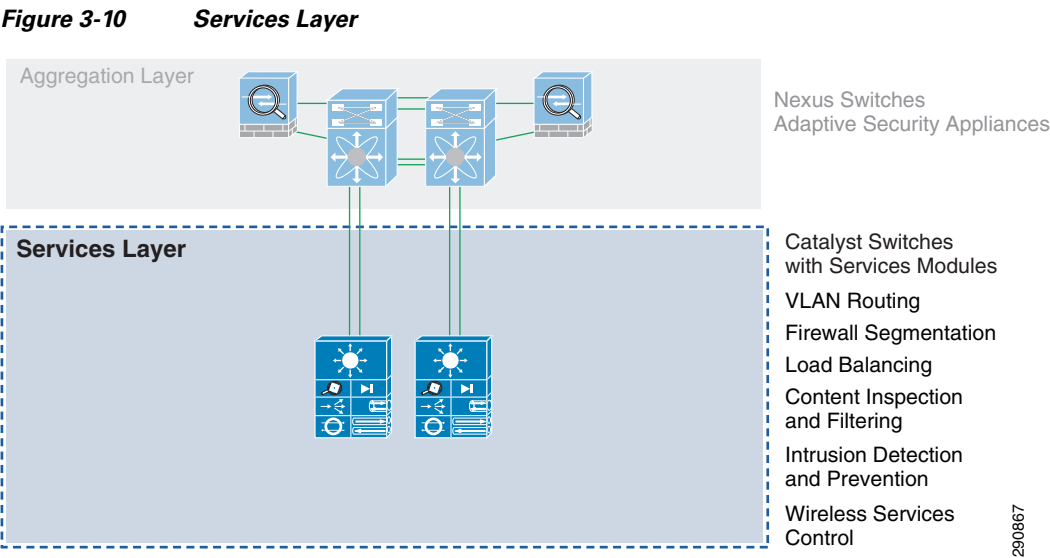 Figure 3-10 Services Layer
Aggregation Layer
Nexus Switches
Adaptive Security Appliances
Services Layer
Catalyst Switches
with Services Modules
VLAN Routing
Firewall Segmentation
Load Balancing
Content Inspection
and Filtering
Intrusion Detection
and Prevention
Wireless Services
Control
290867